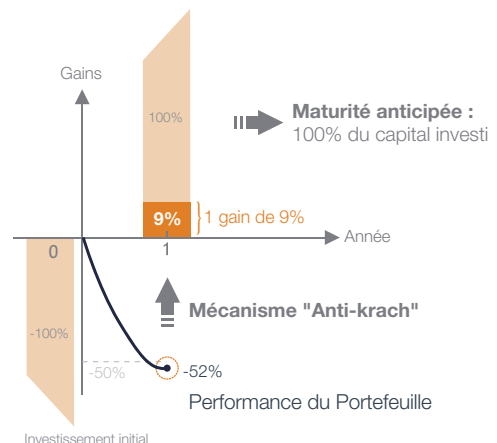 Gains
100%
Maturité anticipée :
100% du capital investi
9%
1 gain de 9%
Année
0
1
-100%
Mécanisme "Anti-krach"
-50%
-52%
Performance du Portefeuille
Investissement initial